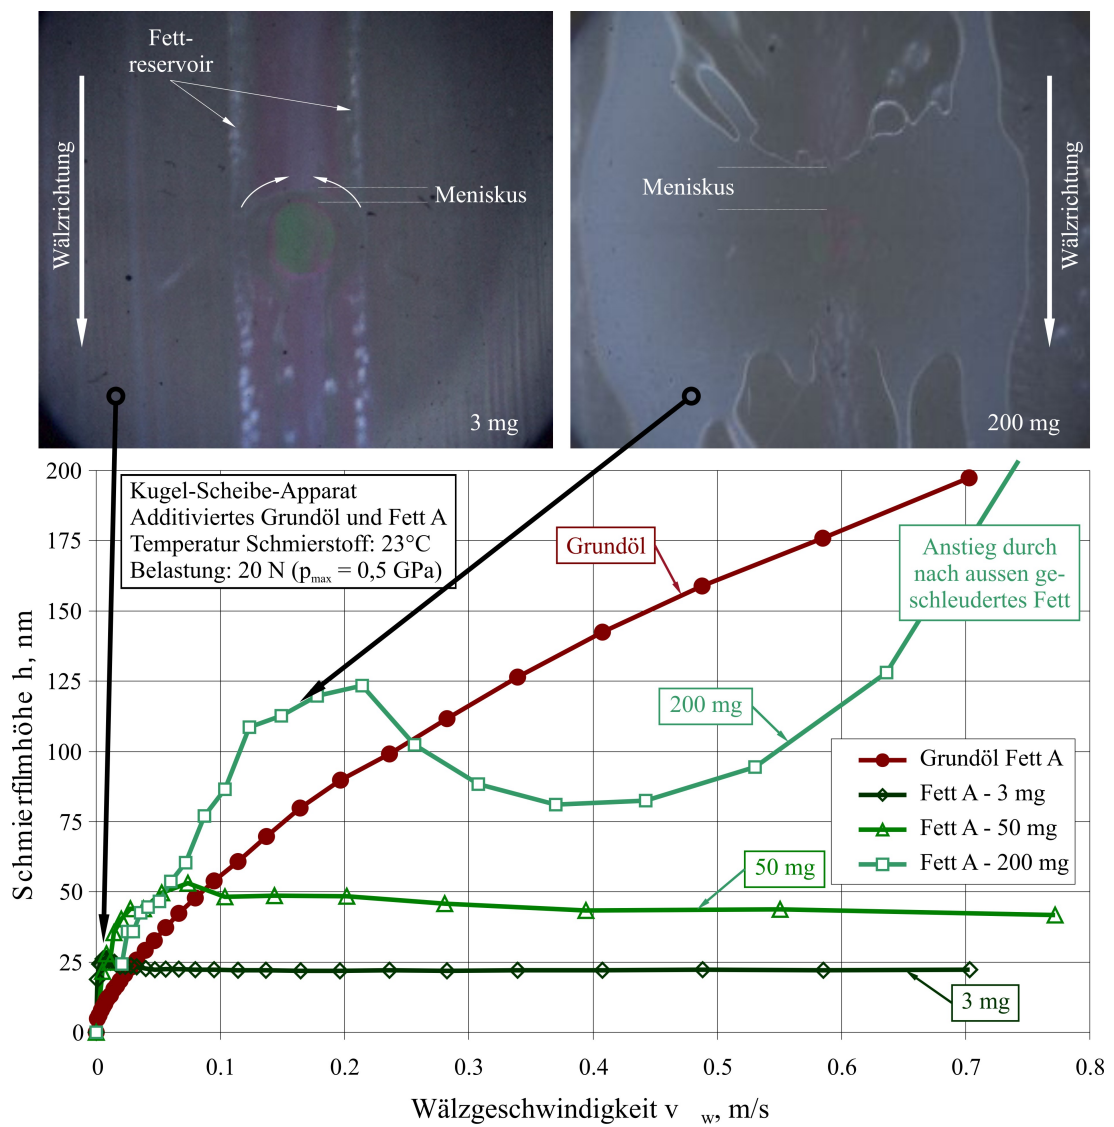 Fett-
reservoir
Wälzrichtung
Meniskus
3 mg
Meniskus
Wälzrichtung
200 mg
Kugel-Scheibe-Apparat
Additiviertes Grundöl und Fett A
Temperatur Schmierstoff: 23°C
Belastung: 20 N (pmax = 0,5 GPa)
Grundöl
Anstieg durch
nach aussen ge-
schleudertes Fett
200 mg
50 mg
3 mg
Grundöl Fett A
Fett A - 3 mg
Fett A - 50 mg
Fett A - 200 mg
Schmierfilmhöhe h, nm
200
175
150
125
100
75
50
25
0
0 0.1 0.2 0.3 0.4 0.5 0.6 0.7 0.8
Wälzgeschwindigkeit v w, m/s